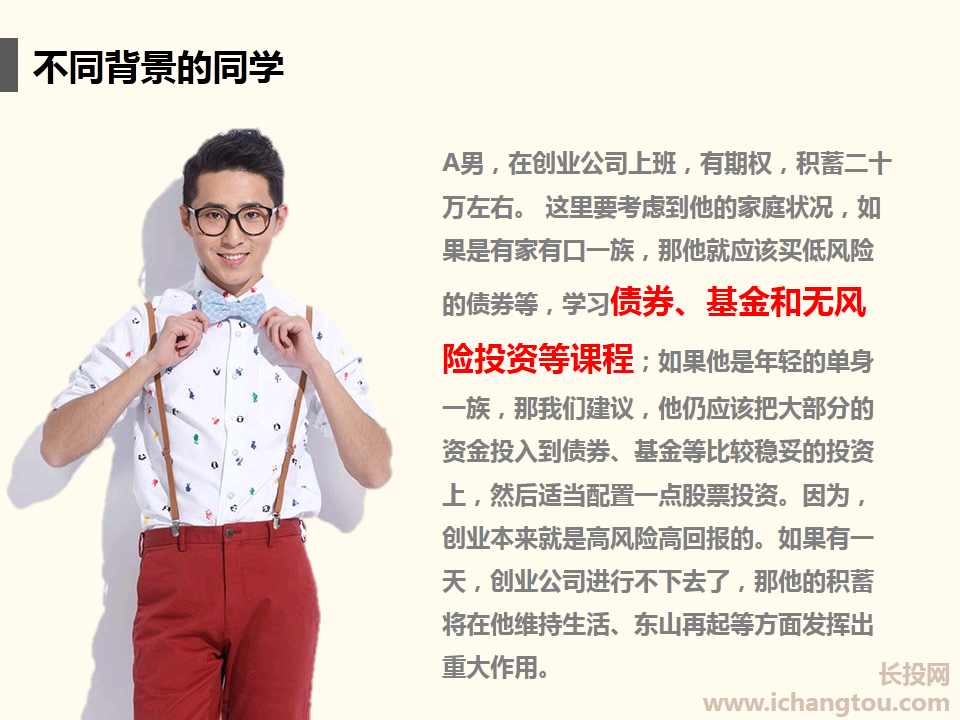 不同背景的同学
A男，在创业公司上班，有期权，积蓄二十
万左右。 这里要考虑到他的家庭状况，如
果是有家有口一族，那他就应该买低风险
的债券等，学习债券、基金和无风
险投资等课程；如果他是年轻的单身
一族，那我们建议，他仍应该把大部分的
资金投入到债券、基金等比较稳妥的投资
上，然后适当配置一点股票投资。因为，
创业本来就是高风险高回报的。如果有一
天，创业公司进行不下去了，那他的积蓄
将在他维持生活、东山再起等方面发挥出
重大作用。
长投网
www.ichangtou.com